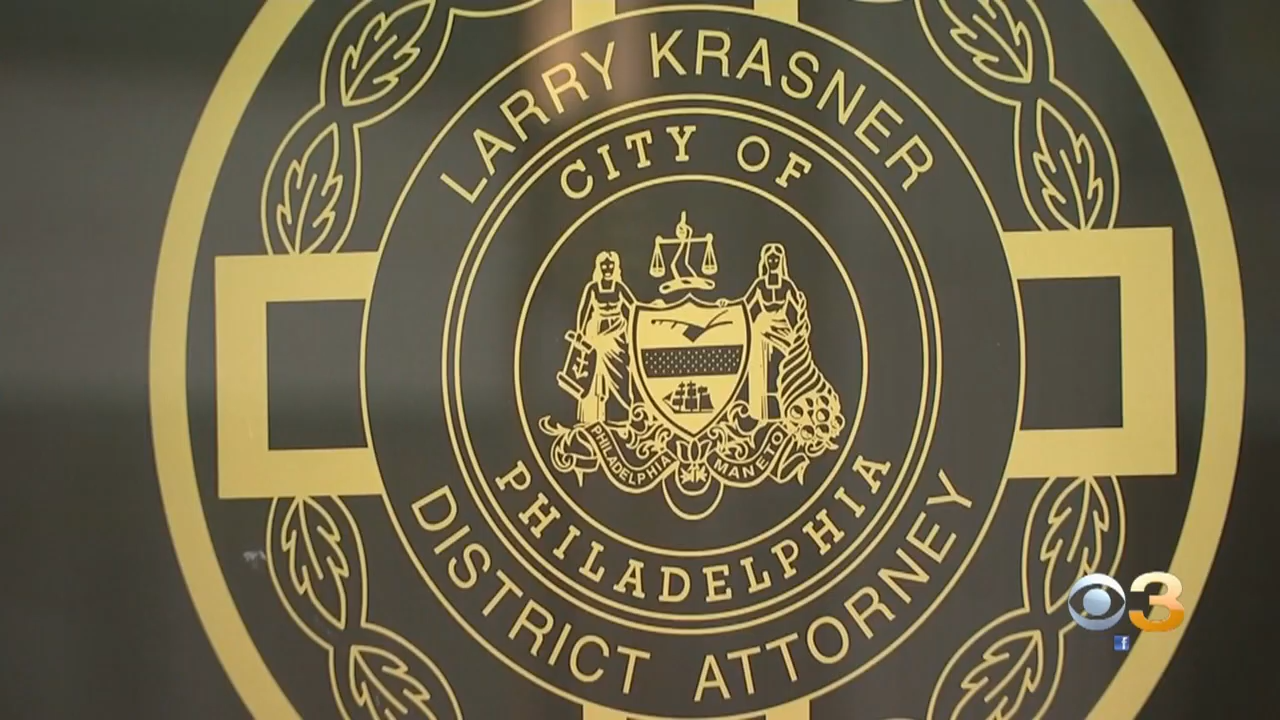 LARRY KRASNER
CITY OF
PHILADELPHIA MANETO
PHILADELPHIA
DISTRICT ATTORNEY
3
f